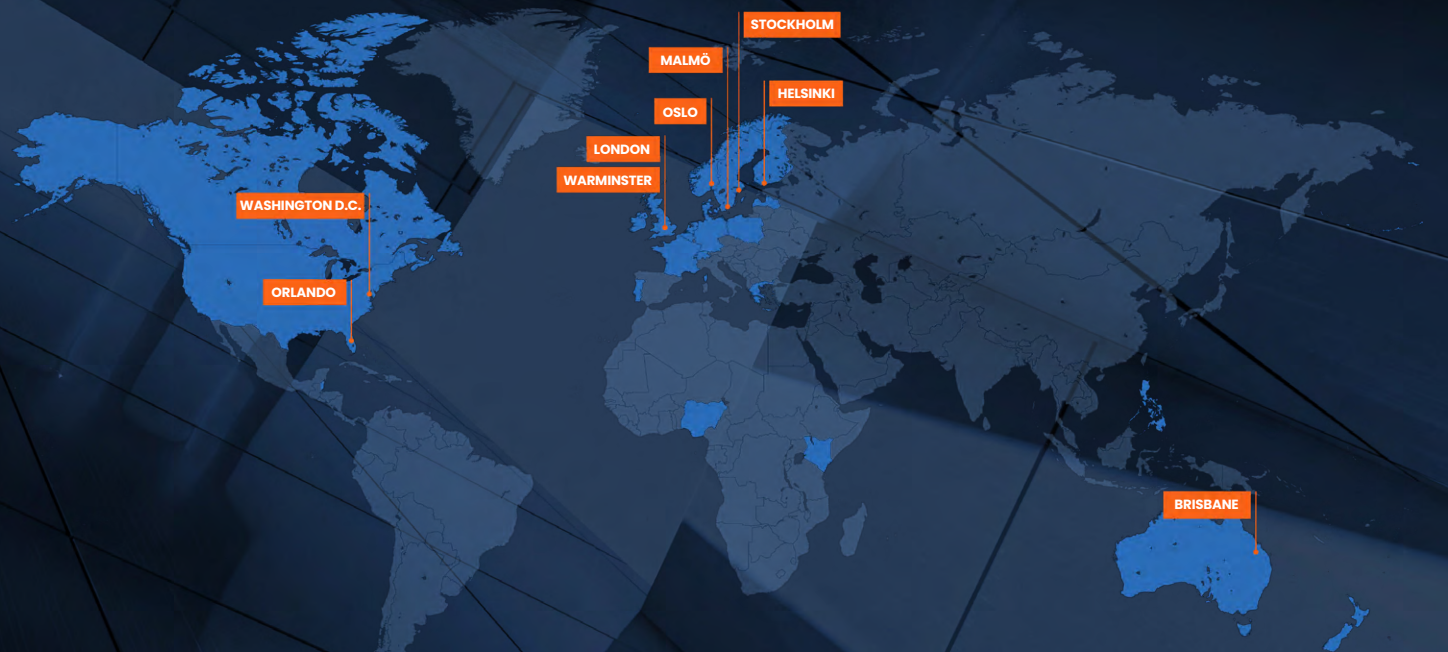 STOCKHOLM
MALMÖ
HELSINKI
OSLO
LONDON
WARMINSTER
WASHINGTON D.C.
ORLANDO
BRISBANE